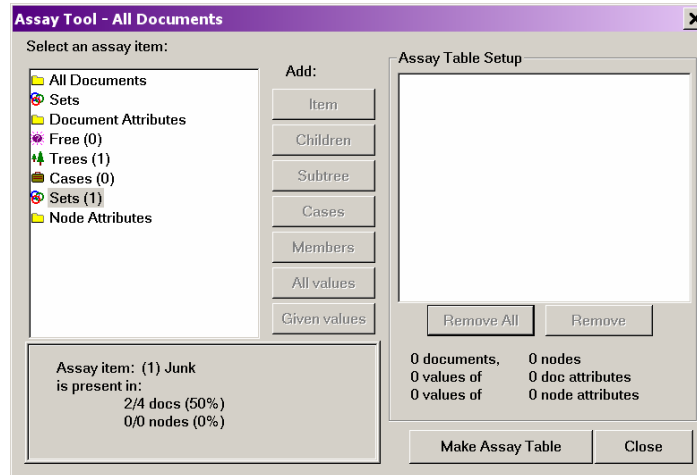 Assay Tool - All Documents
Select an assay item:
All Documents
Sets
Document Attributes
Free (0)
Trees (1)
Cases (0)
Sets (1)
Node Attributes
Add:
Item
Children
Subtree
Cases
Members
All values
Given values
Assay Table Setup
Remove All
Remove
Assay item: (1) Junk
is present in:
2/4 docs (50%)
0/0 nodes (0%)
0 documents, 0 nodes
0 values of 0 doc attributes
0 values of 0 node attributes
Make Assay Table
Close